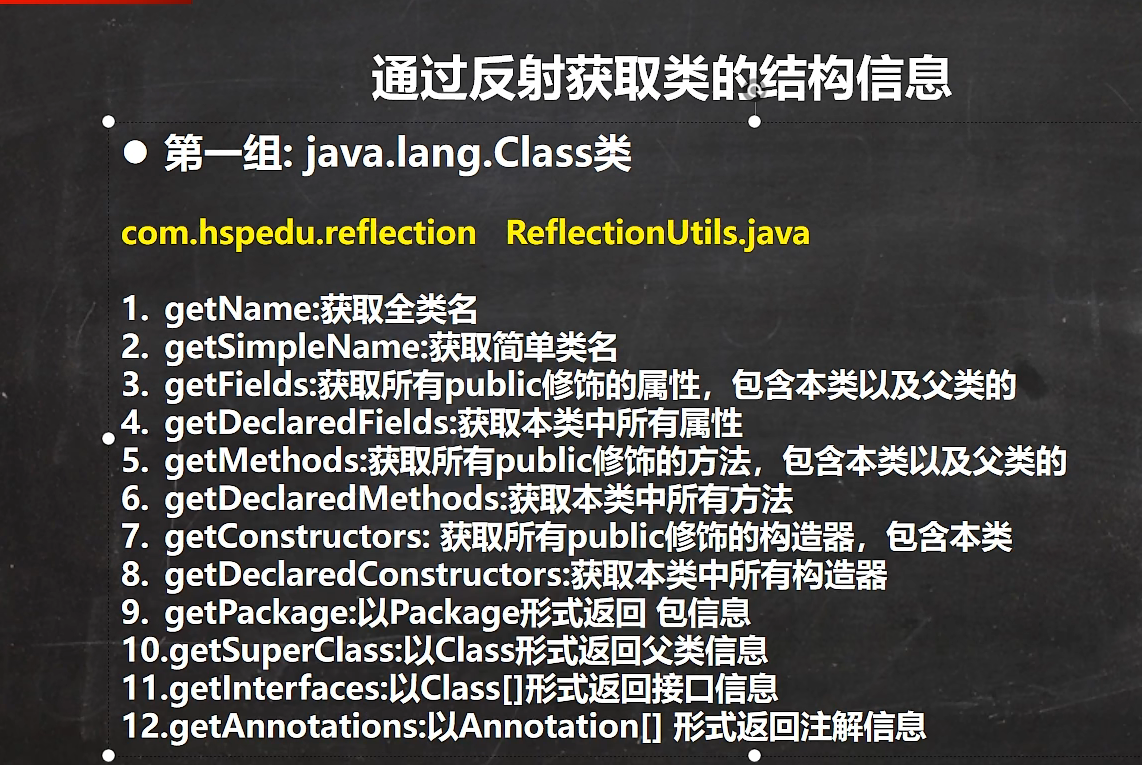 通过反射获取类的结构信息
● 第一组: java.lang.Class类
com.hspedu.reflection ReflectionUtils.java
1. getName:获取全类名
2. getSimpleName:获取简单类名
3. getFields:获取所有public修饰的属性，包含本类以及父类的
4. getDeclaredFields:获取本类中所有属性
5. getMethods:获取所有public修饰的方法，包含本类以及父类的
6. getDeclaredMethods:获取本类中所有方法
7. getConstructors: 获取所有public修饰的构造器，包含本类
8. getDeclaredConstructors:获取本类中所有构造器
9. getPackage:以Package形式返回 包信息
10.getSuperClass:以Class形式返回父类信息
11.getInterfaces:以Class[]形式返回接口信息
12.getAnnotations:以Annotation[] 形式返回注解信息